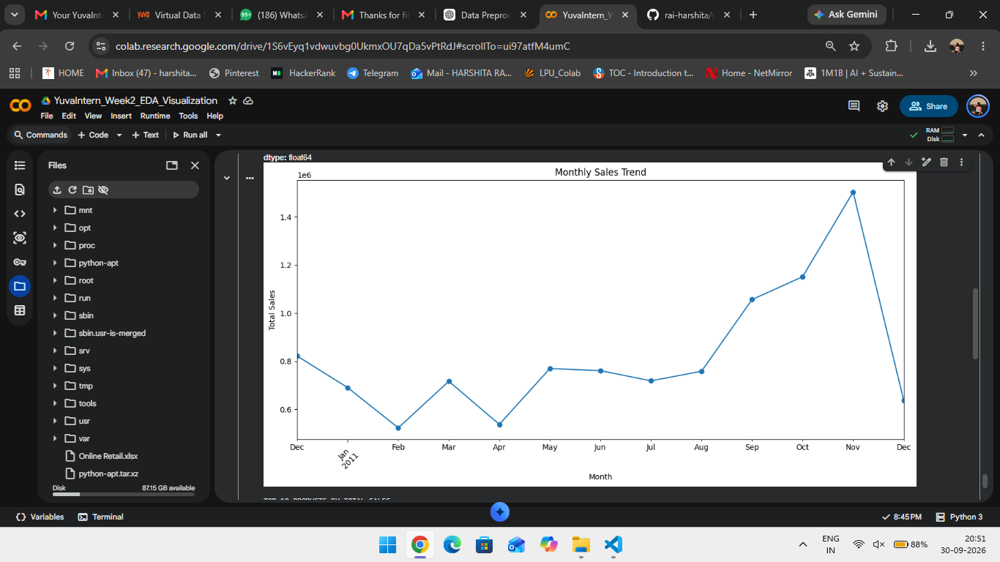 Your YuvaInte
Virtual Data S
99+
(186) WhatsA
Thanks for fil
Data Preproc
YuvaIntern_W
rai-harshita/y
Ask Gemini
colab.research.google.com/drive/1S6vEyq1vdwuvbg0UkmxOU7qDa5vPtRdJ#scrollTo=ui97atfM4umC
HOME
Inbox (47) - harshita...
Pinterest
HackerRank
Telegram
Mail - HARSHITA RA...
LPU_Colab
TOC - Introduction t...
Home - NetMirror
1M1B | AI + Sustain...
YuvaIntern_Week2_EDA_Visualization
File Edit View Insert Runtime Tools Help
Share
Commands
+ Code
+ Text
Run all
RAM
Disk
Files
mnt
opt
proc
python-apt
root
run
sbin
sbin.usr-is-merged
srv
sys
tmp
tools
usr
var
Online Retail.xlsx
python-apt.tar.xz
Disk
87.15 GB available
dtype: float64
Monthly Sales Trend
1e6
1.4
1.2
1.0
0.8
0.6
Total Sales
Dec
Jan
2011
Feb
Mar
Apr
May
Jun
Jul
Aug
Sep
Oct
Nov
Dec
Month
TOP 10 PRODUCTS BY TOTAL SALES
Variables
Terminal
8:45 PM
Python 3
ENG
IN
88%
20:51
30-09-2026